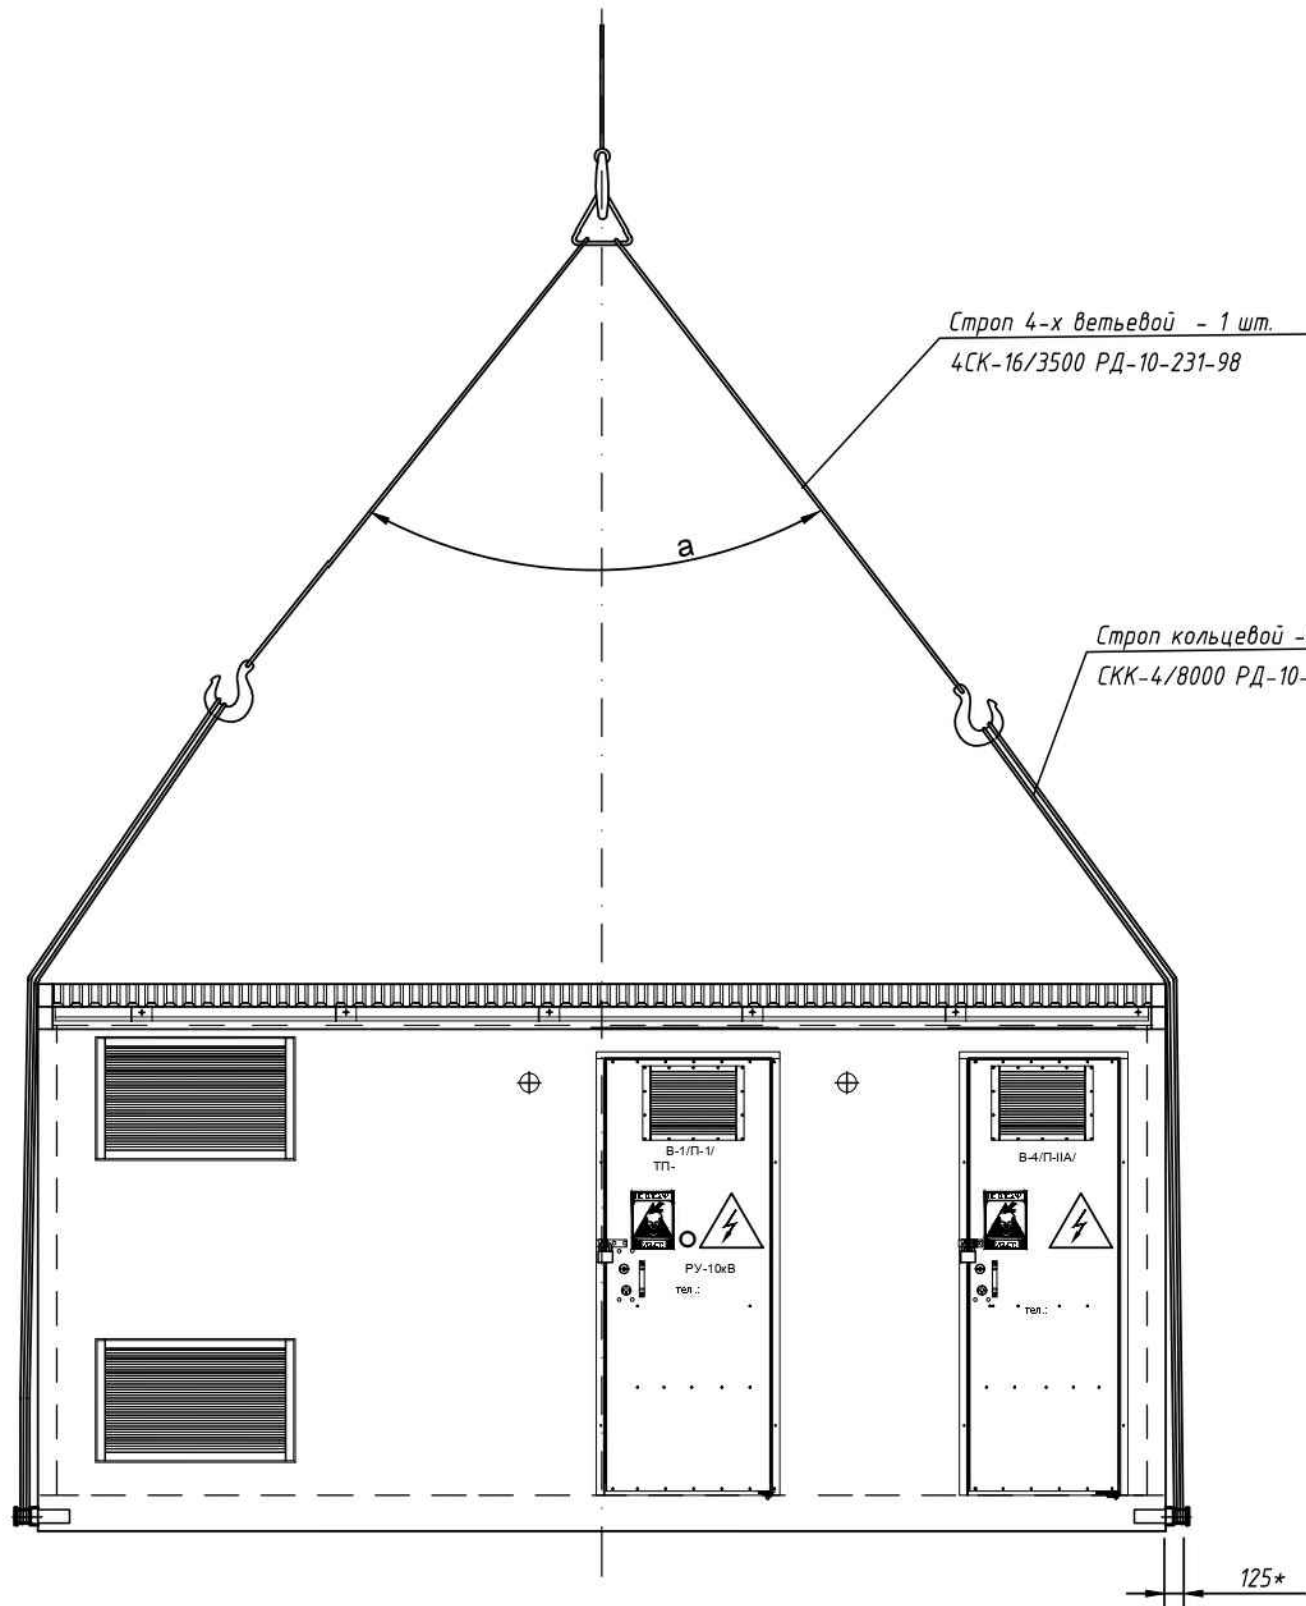 Строп 4-х ветьевой - 1 шт.
4СК-16/3500 РД-10-231-98
а
Строп кольцевой -
СКК-4/8000 РД-10-
В-1/П-1/
ТП-
В-4/П-IIА/
РУ-10кВ
тел.:
тел.:
125*